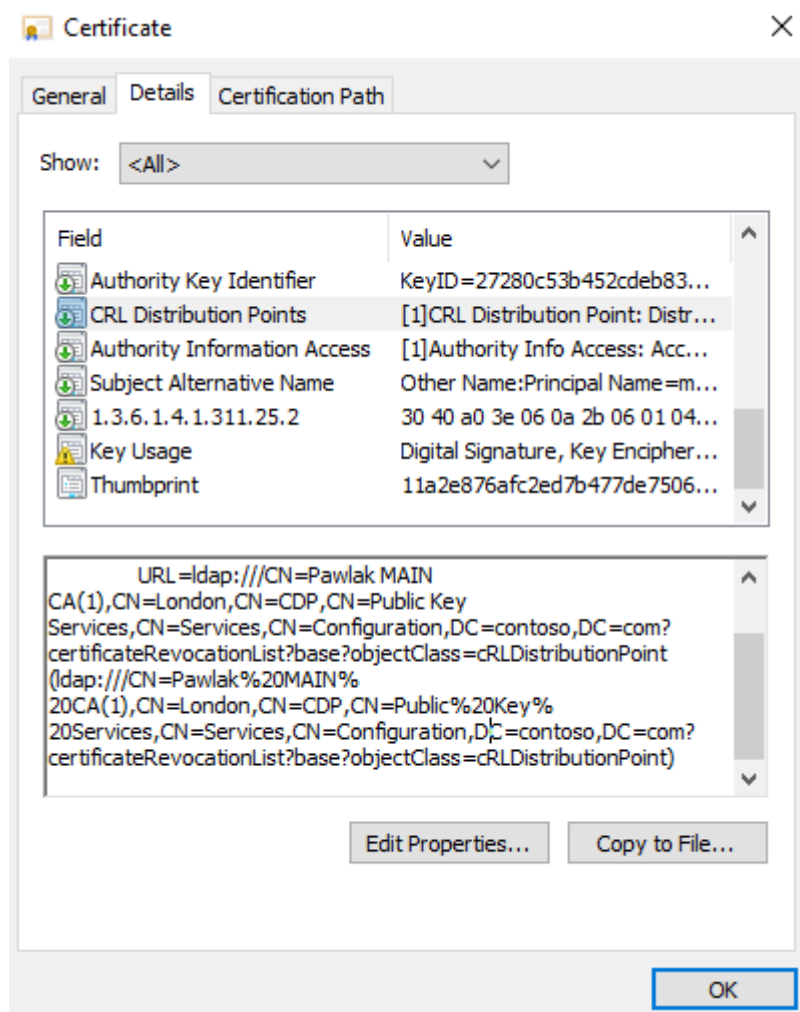 Certificate
General Details Certification Path
Show: <All>
Field Value
Authority Key Identifier KeyID=27280c53b452cdeb83...
CRL Distribution Points [1]CRL Distribution Point: Distr...
Authority Information Access [1]Authority Info Access: Acc...
Subject Alternative Name Other Name:Principal Name=m...
1.3.6.1.4.1.311.25.2 30 40 a0 3e 06 0a 2b 06 01 04...
Key Usage Digital Signature, Key Encipher...
Thumbprint 11a2e876afc2ed7b477de7506...
URL=ldap:///CN=Pawlak MAIN
CA(1),CN=London,CN=CDP,CN=Public Key
Services,CN=Services,CN=Configuration,DC=contoso,DC=com?
certificateRevocationList?base?objectClass=cRLDistributionPoint
(ldap:///CN=Pawlak%20MAIN%
20CA(1),CN=London,CN=CDP,CN=Public%20Key%
20Services,CN=Services,CN=Configuration,DC=contoso,DC=com?
certificateRevocationList?base?objectClass=cRLDistributionPoint)
Edit Properties... Copy to File...
OK